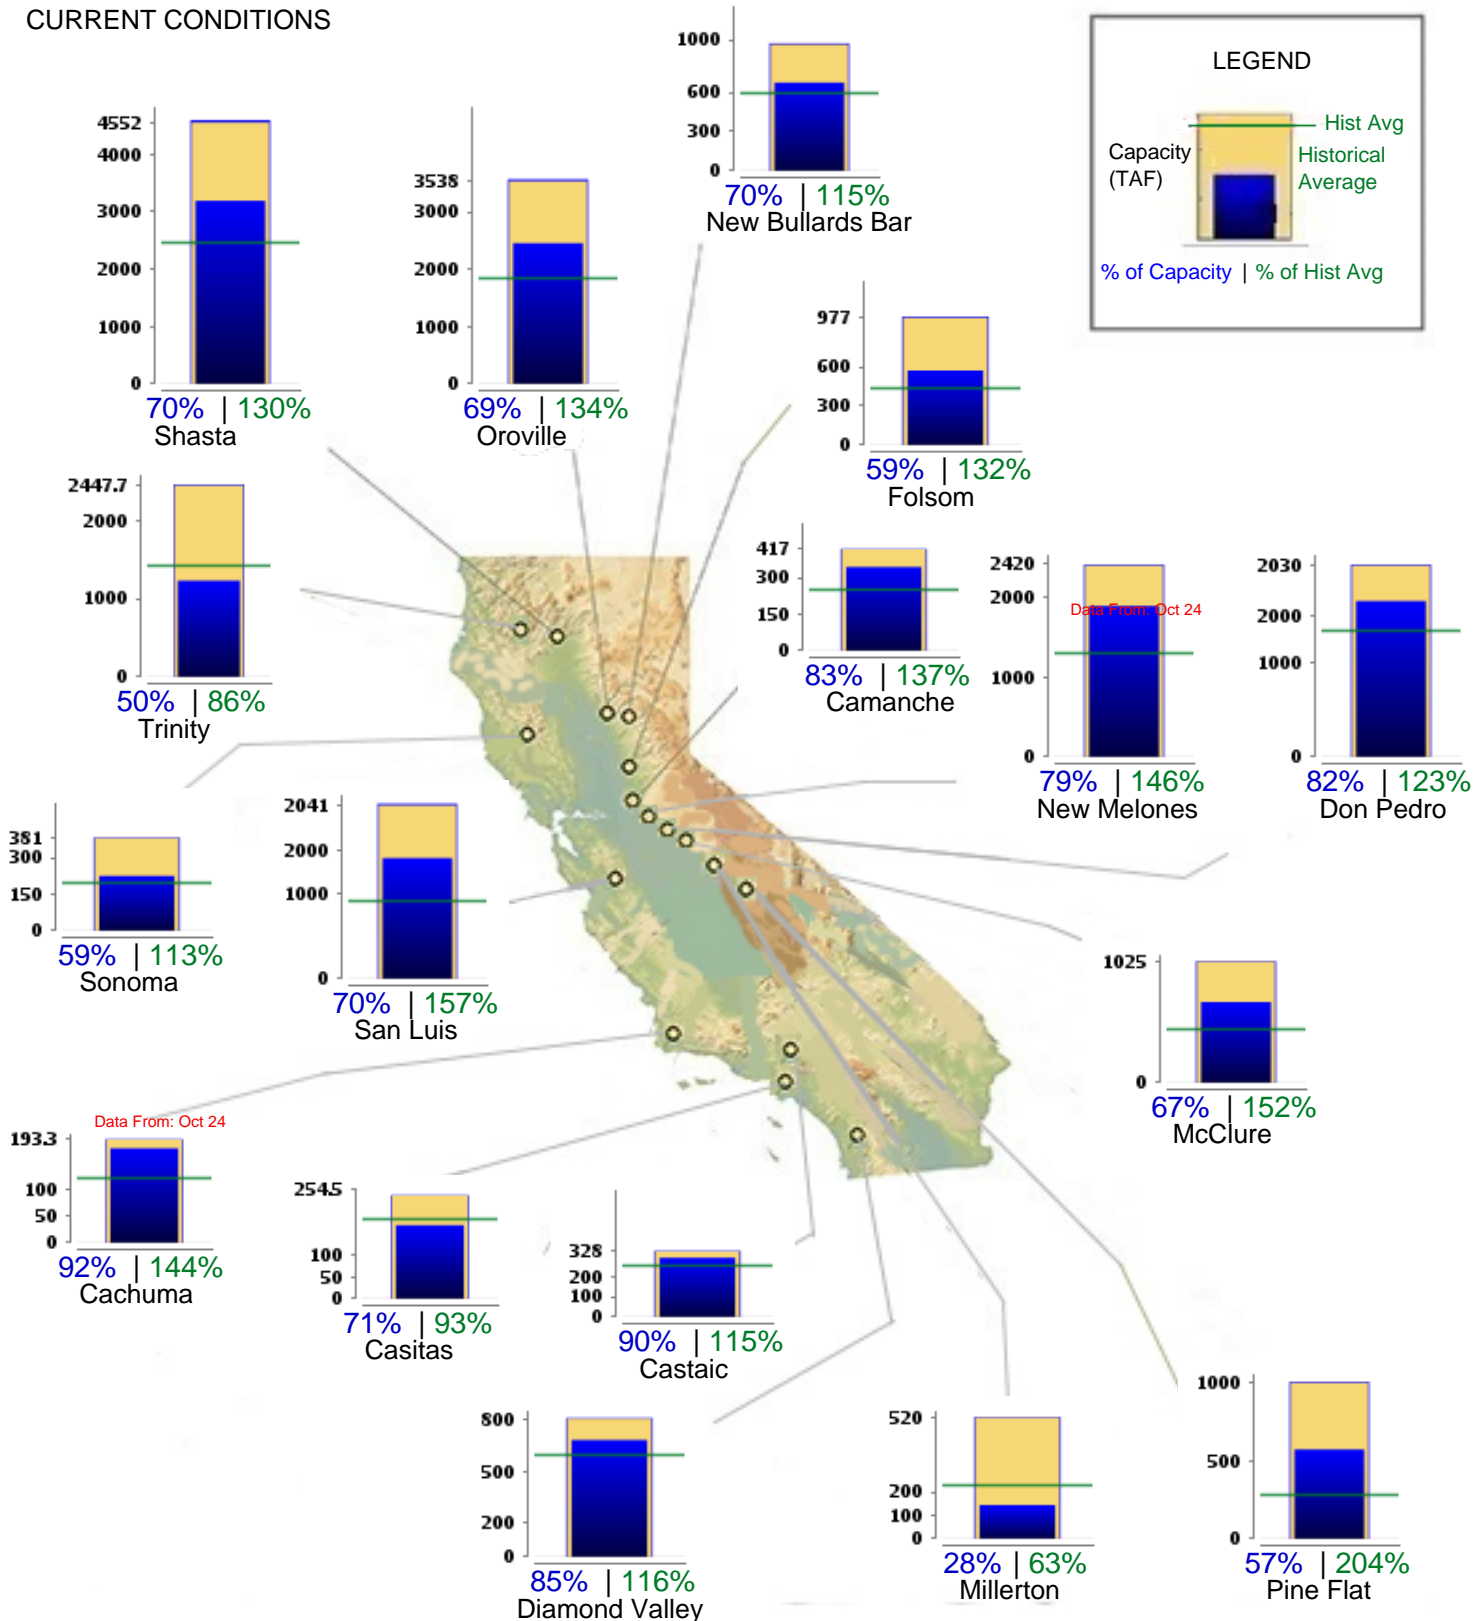 CURRENT CONDITIONS
LEGEND
Capacity
(TAF)
Hist Avg
Historical
Average
% of Capacity | % of Hist Avg
1000
600
300
0
70% | 115%
New Bullards Bar
4552
4000
3000
2000
1000
0
70% | 130%
Shasta
3538
3000
2000
1000
0
69% | 134%
Oroville
977
600
300
0
59% | 132%
Folsom
2447.7
2000
1000
0
50% | 86%
Trinity
417
300
150
0
83% | 137%
Camanche
2420
2000
1000
0
Data From: Oct 24
79% | 146%
New Melones
2030
2000
1000
0
82% | 123%
Don Pedro
381
300
150
0
59% | 113%
Sonoma
2041
2000
1000
0
70% | 157%
San Luis
1025
0
67% | 152%
McClure
Data From: Oct 24
193.3
100
50
0
92% | 144%
Cachuma
254.5
100
50
0
71% | 93%
Casitas
328
200
100
0
90% | 115%
Castaic
800
500
200
0
85% | 116%
Diamond Valley
520
200
100
0
28% | 63%
Millerton
1000
500
0
57% | 204%
Pine Flat